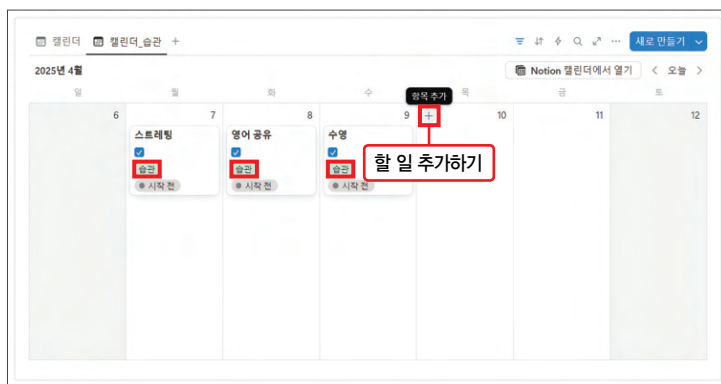 캘린더 캘린더_습관 + 새로 만들기
2025년 4월 Notion 캘린더에서 열기 < 오늘 >
일 월 화 수 목 금 토
항목 추가
6 7 8 9 + 10 11 12
스트레칭 영어 공유 수영
습관 습관 습관
할 일 추가하기
시작 전 시작 전 시작 전